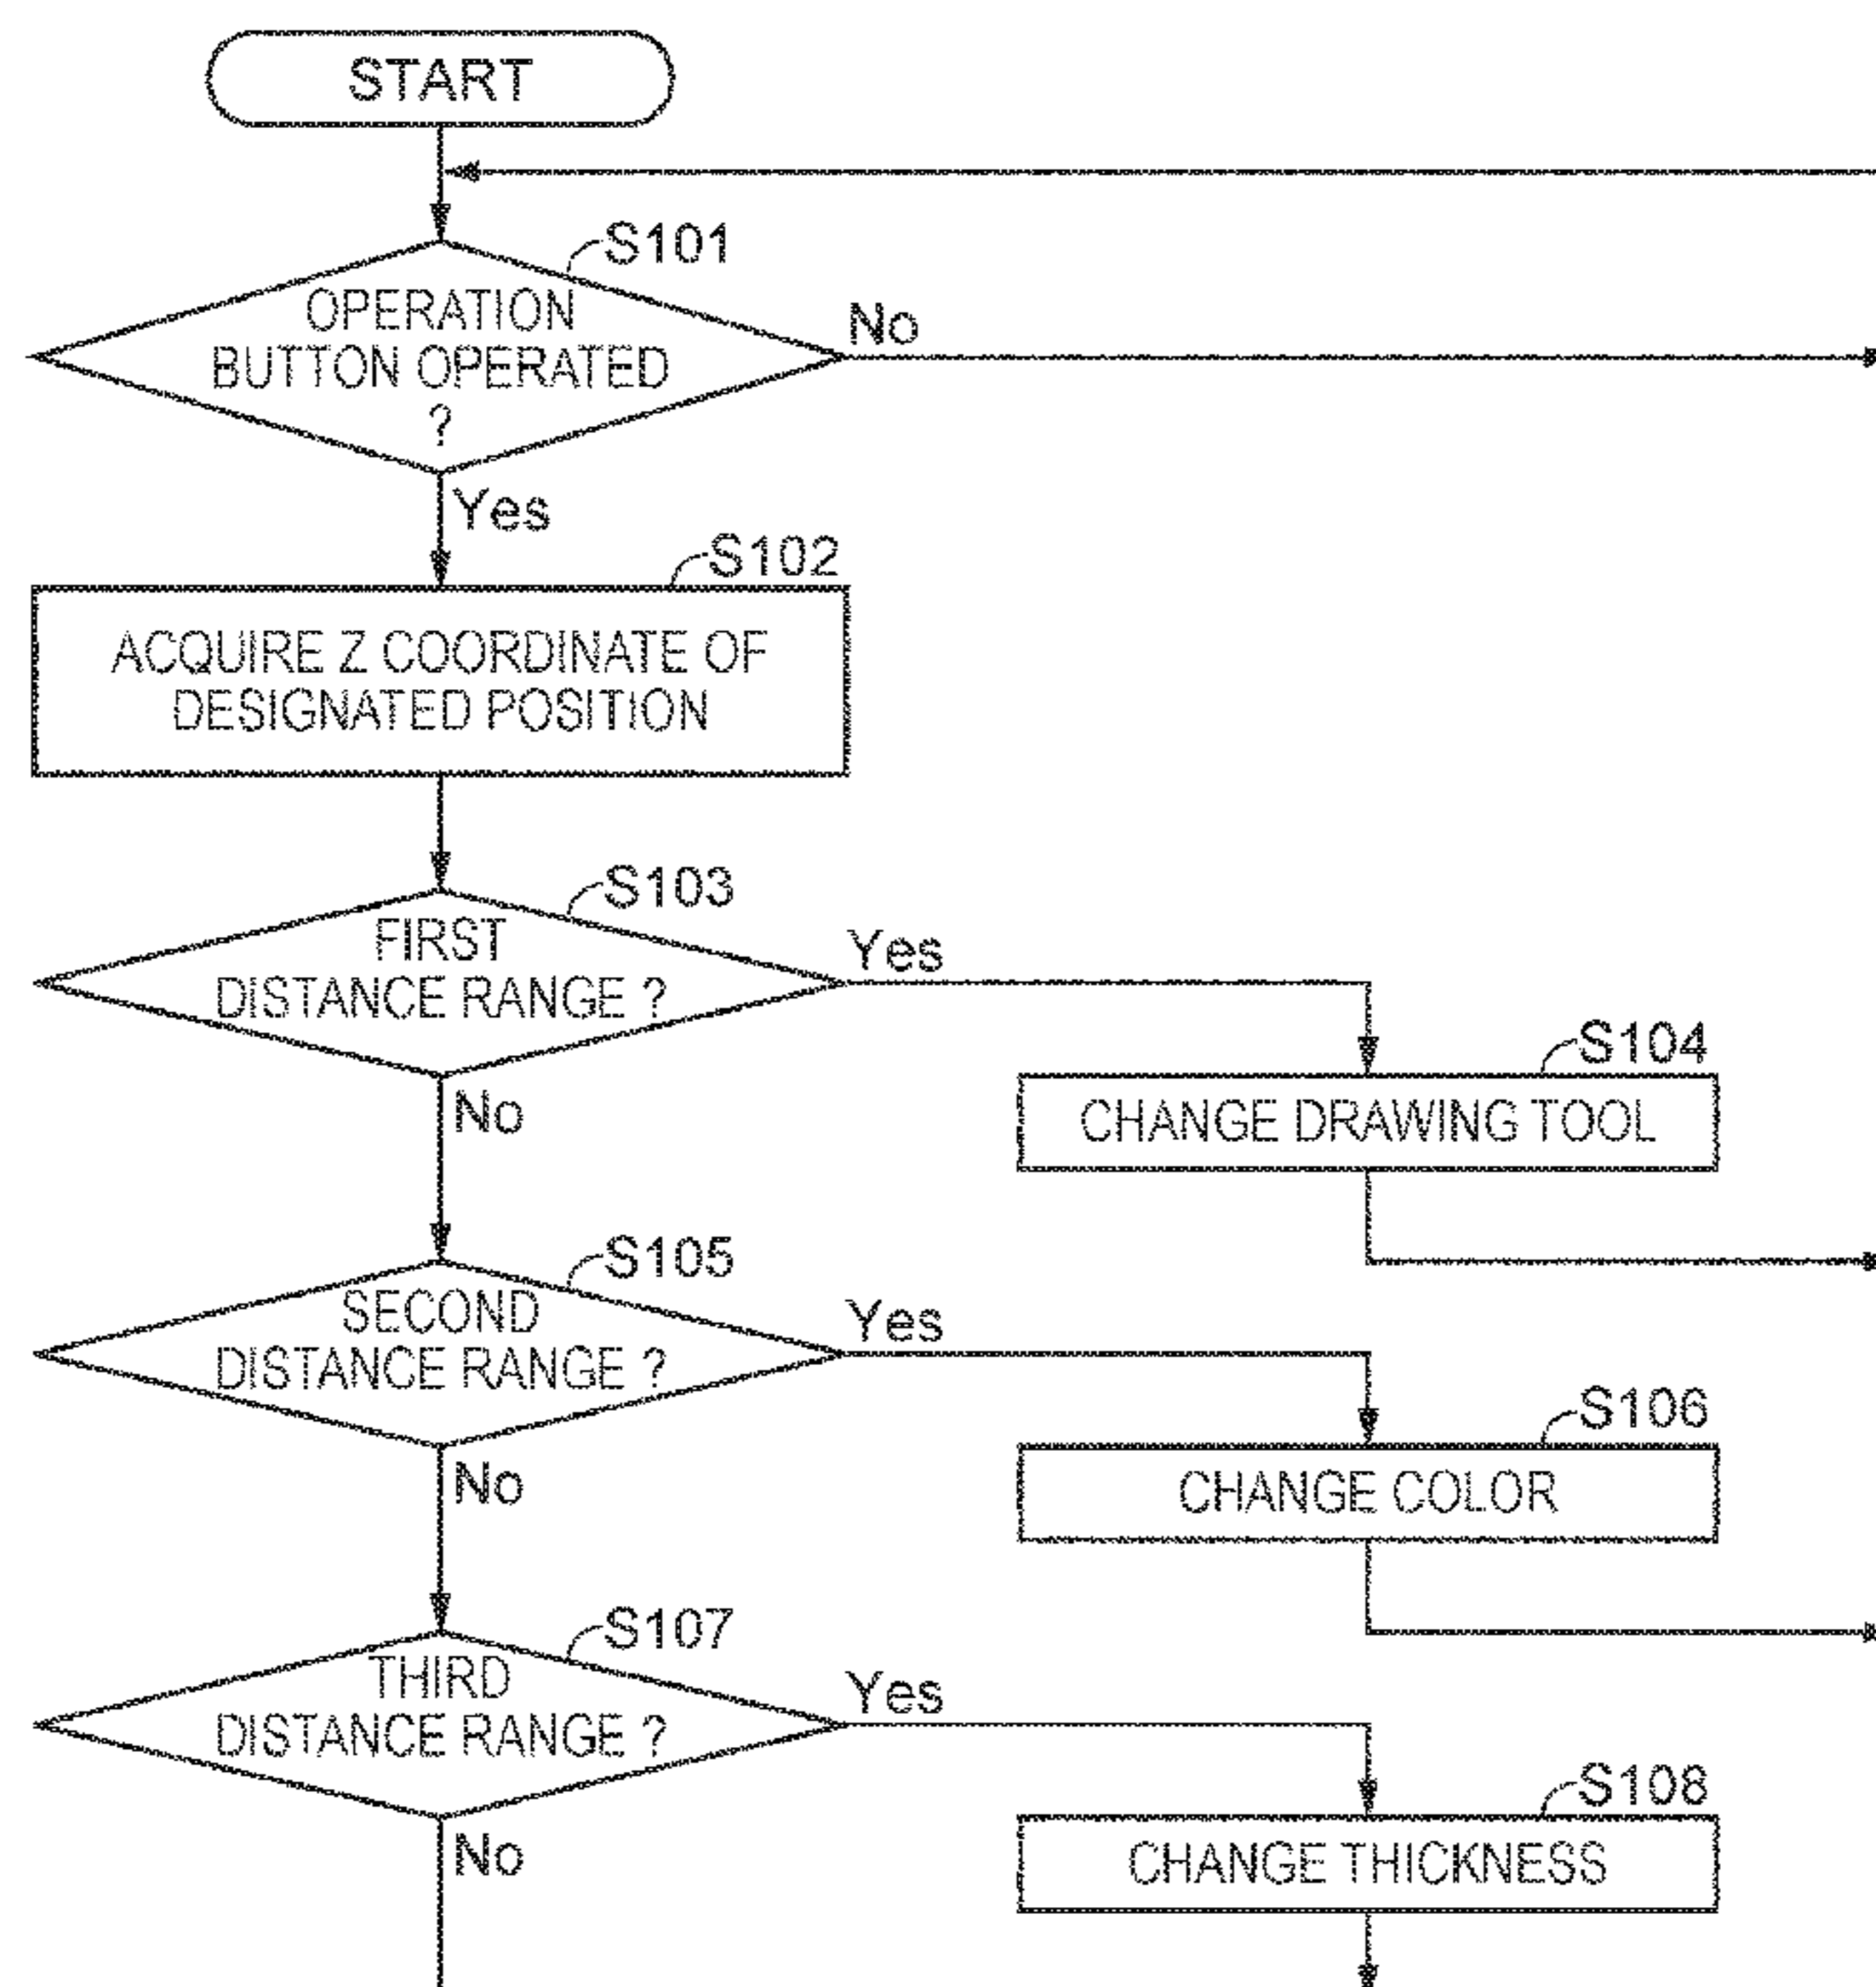 START
S101
OPERATION
BUTTON OPERATED
?
No
Yes
S102
ACQUIRE Z COORDINATE OF
DESIGNATED POSITION
S103
FIRST
DISTANCE RANGE ?
Yes
No
S104
CHANGE DRAWING TOOL
S105
SECOND
DISTANCE RANGE ?
Yes
No
S106
CHANGE COLOR
S107
THIRD
DISTANCE RANGE ?
Yes
No
S108
CHANGE THICKNESS